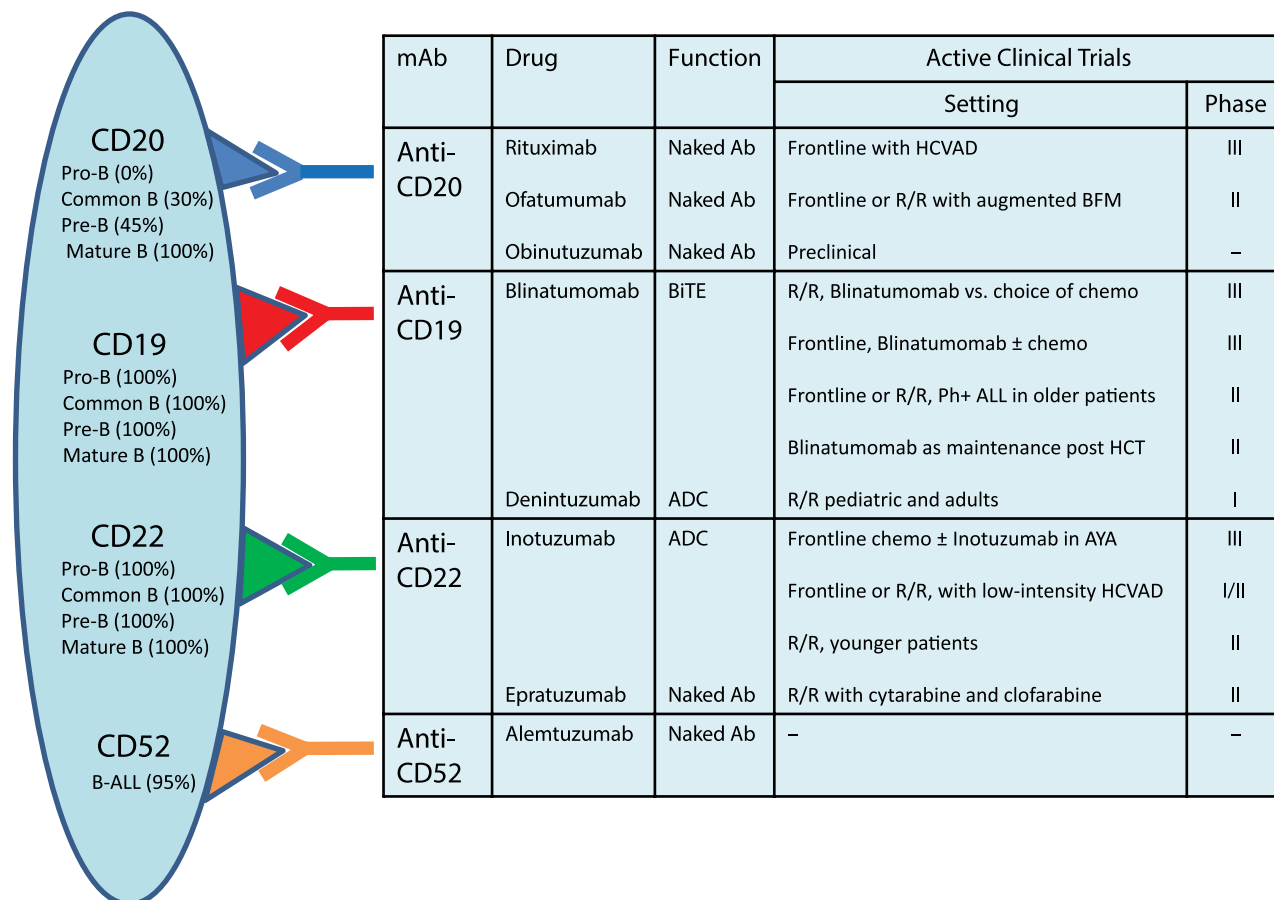 CD20
Pro-B (0%)
Common B (30%)
Pre-B (45%)
Mature B (100%)
CD19
Pro-B (100%)
Common B (100%)
Pre-B (100%)
Mature B (100%)
CD22
Pro-B (100%)
Common B (100%)
Pre-B (100%)
Mature B (100%)
CD52
B-ALL (95%)
mAb Drug Function Active Clinical Trials
Setting Phase
Anti-
CD20
Rituximab Naked Ab Frontline with HCVAD III
Ofatumumab Naked Ab Frontline or R/R with augmented BFM II
Obinutuzumab Naked Ab Preclinical –
Anti-
CD19
Blinatumomab BiTE R/R, Blinatumomab vs. choice of chemo III
Frontline, Blinatumomab ± chemo III
Frontline or R/R, Ph+ ALL in older patients II
Blinatumomab as maintenance post HCT II
Denintuzumab ADC R/R pediatric and adults I
Anti-
CD22
Inotuzumab ADC Frontline chemo ± Inotuzumab in AYA III
Frontline or R/R, with low-intensity HCVAD I/II
R/R, younger patients II
Epratuzumab Naked Ab R/R with cytarabine and clofarabine II
Anti-
CD52
Alemtuzumab Naked Ab – –